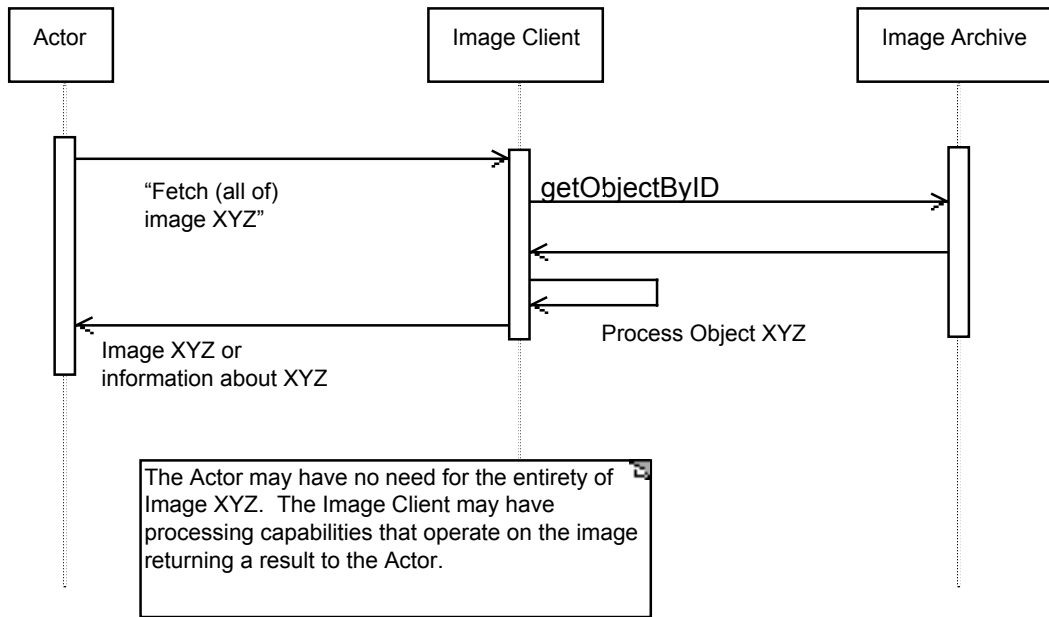 Actor
Image Client
Image Archive
“Fetch (all of)
image XYZ”
getObjectByID
Process Object XYZ
Image XYZ or
information about XYZ
The Actor may have no need for the entirety of
Image XYZ.  The Image Client may have
processing capabilities that operate on the image
returning a result to the Actor.